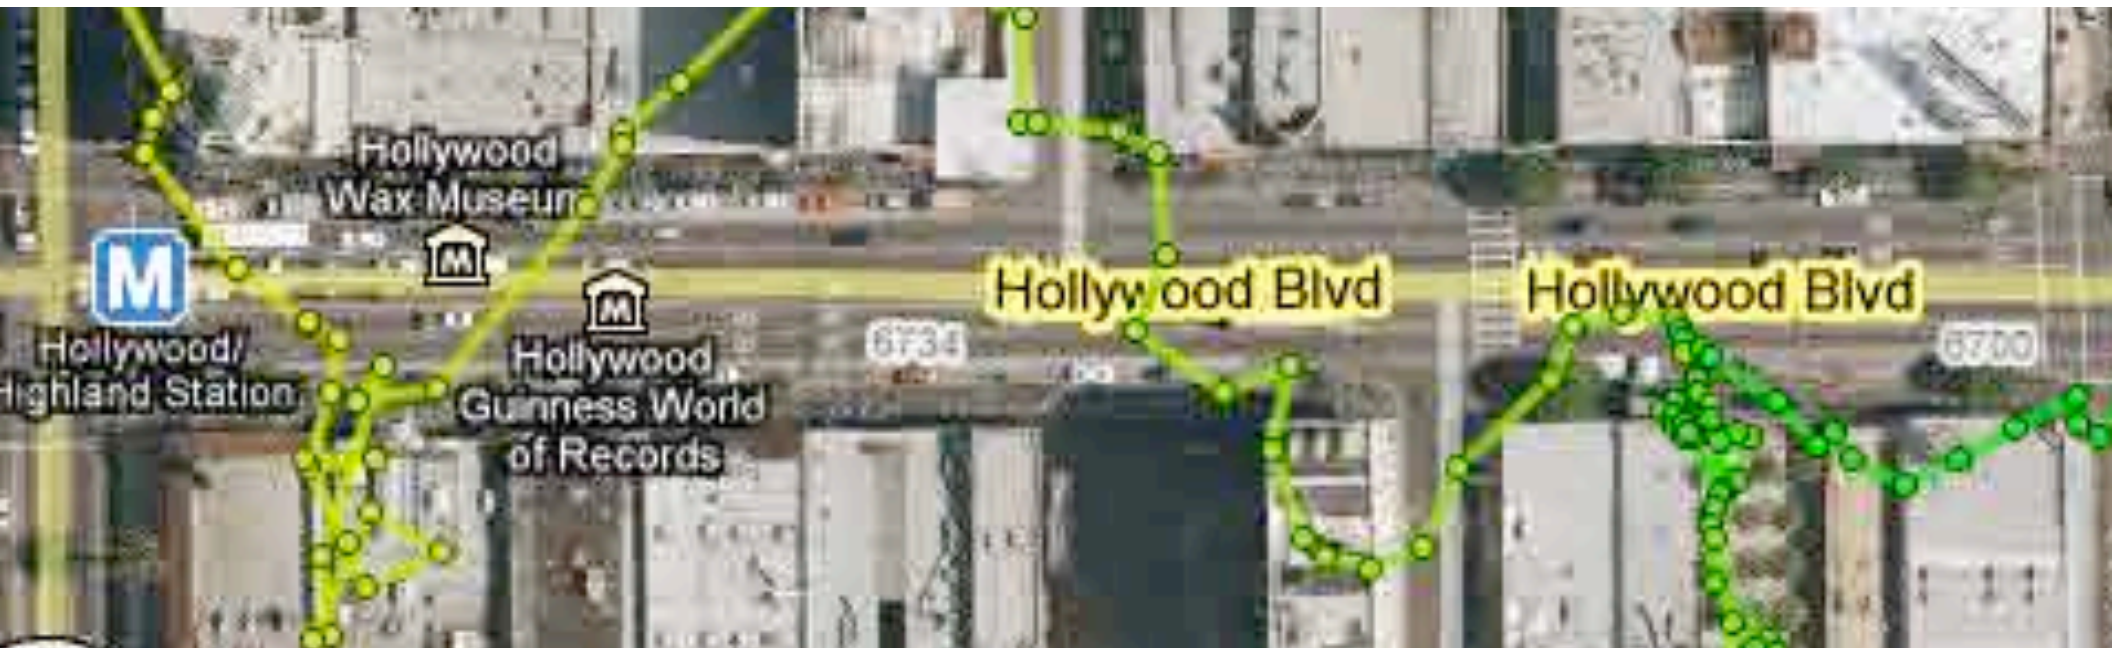 Hollywood
Wax Museum
M
M
M
Hollywood Blvd
Hollywood Blvd
Hollywood/
Highland Station
Hollywood
Guinness World
of Records
6734
6700